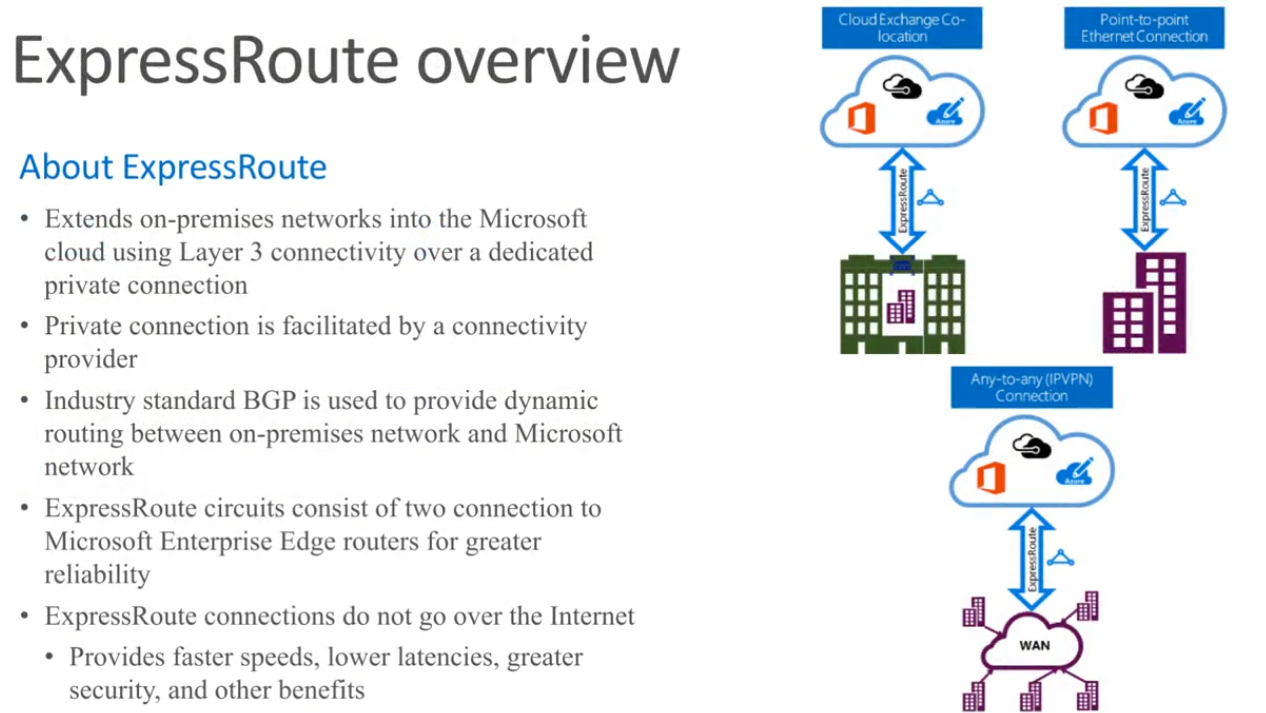 ExpressRoute overview
About ExpressRoute
• Extends on-premises networks into the Microsoft
cloud using Layer 3 connectivity over a dedicated
private connection
• Private connection is facilitated by a connectivity
provider
• Industry standard BGP is used to provide dynamic
routing between on-premises network and Microsoft
network
• ExpressRoute circuits consist of two connection to
Microsoft Enterprise Edge routers for greater
reliability
• ExpressRoute connections do not go over the Internet
• Provides faster speeds, lower latencies, greater
security, and other benefits
Cloud Exchange Co-
location
Azure
ExpressRoute
Point-to-point
Ethernet Connection
Azure
ExpressRoute
Any-to-any (IPVPN)
Connection
Azure
ExpressRoute
WAN